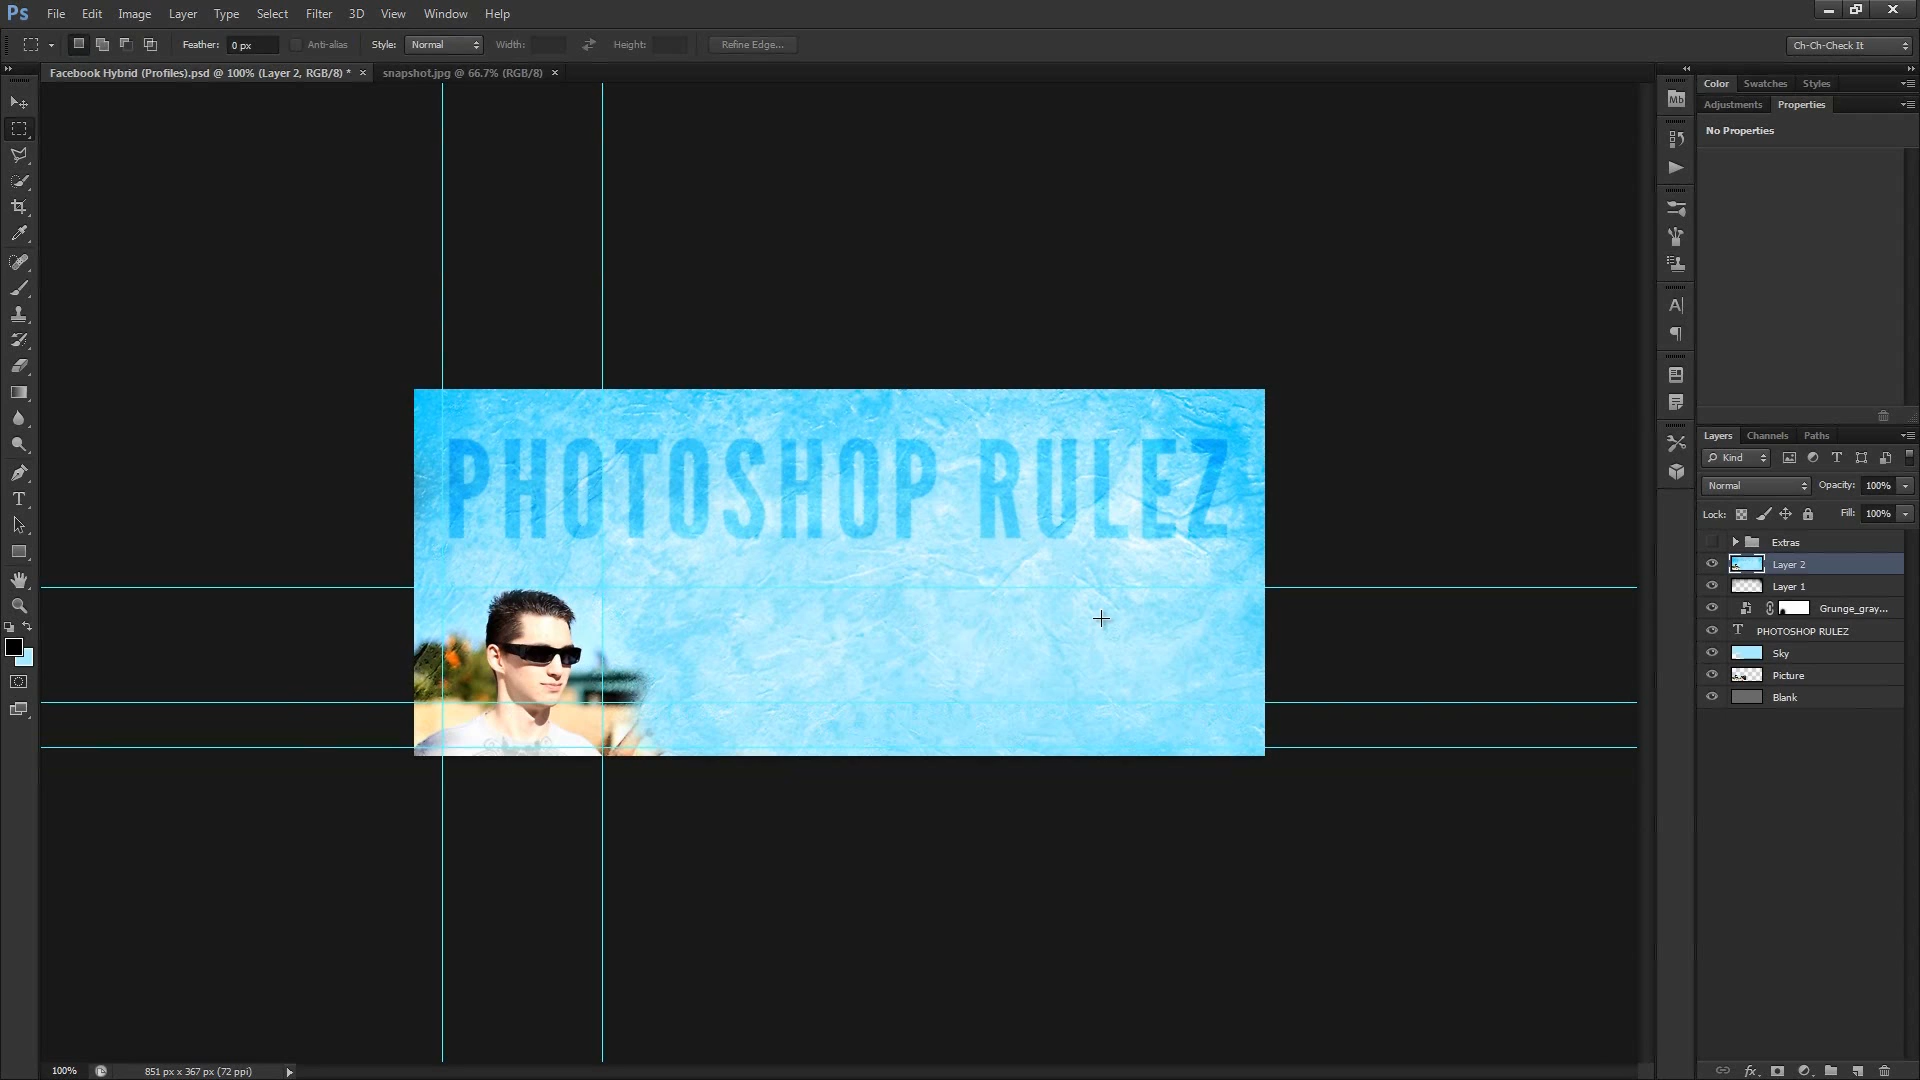 Ps File Edit Image Layer Type Select Filter 3D View Window Help
Feather: 0 px Anti-alias Style: Normal Width: Height: Refine Edge... Ch-Ch-Check It
Facebook Hybrid (Profiles).psd @ 100% (Layer 2, RGB/8) * × snapshot.jpg @ 66.7% (RGB/8) ×
Color Swatches Styles
Mb
Adjustments Properties
No Properties
PHOTOSHOP RULEZ
Layers Channels Paths
Kind
Normal Opacity: 100%
Lock: Fill: 100%
Extras
Layer 2
Layer 1
Grunge_gray...
T PHOTOSHOP RULEZ
Sky
Picture
Blank
100% 851 px x 367 px (72 ppi)
fx